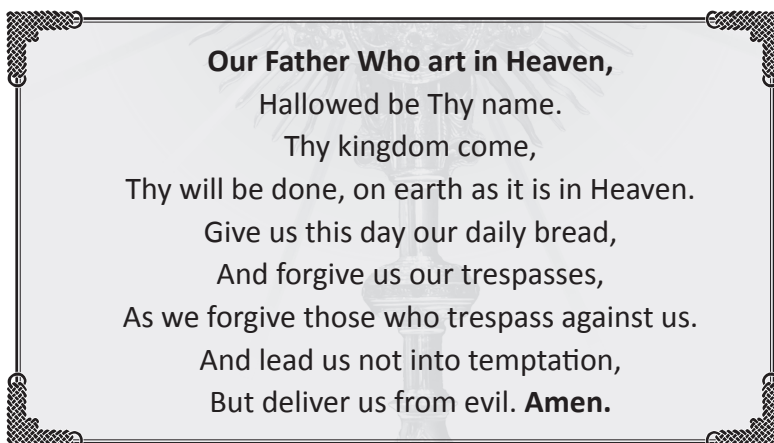 Our Father Who art in Heaven,
Hallowed be Thy name.
Thy kingdom come,
Thy will be done, on earth as it is in Heaven.
Give us this day our daily bread,
And forgive us our trespasses,
As we forgive those who trespass against us.
And lead us not into temptation,
But deliver us from evil. Amen.